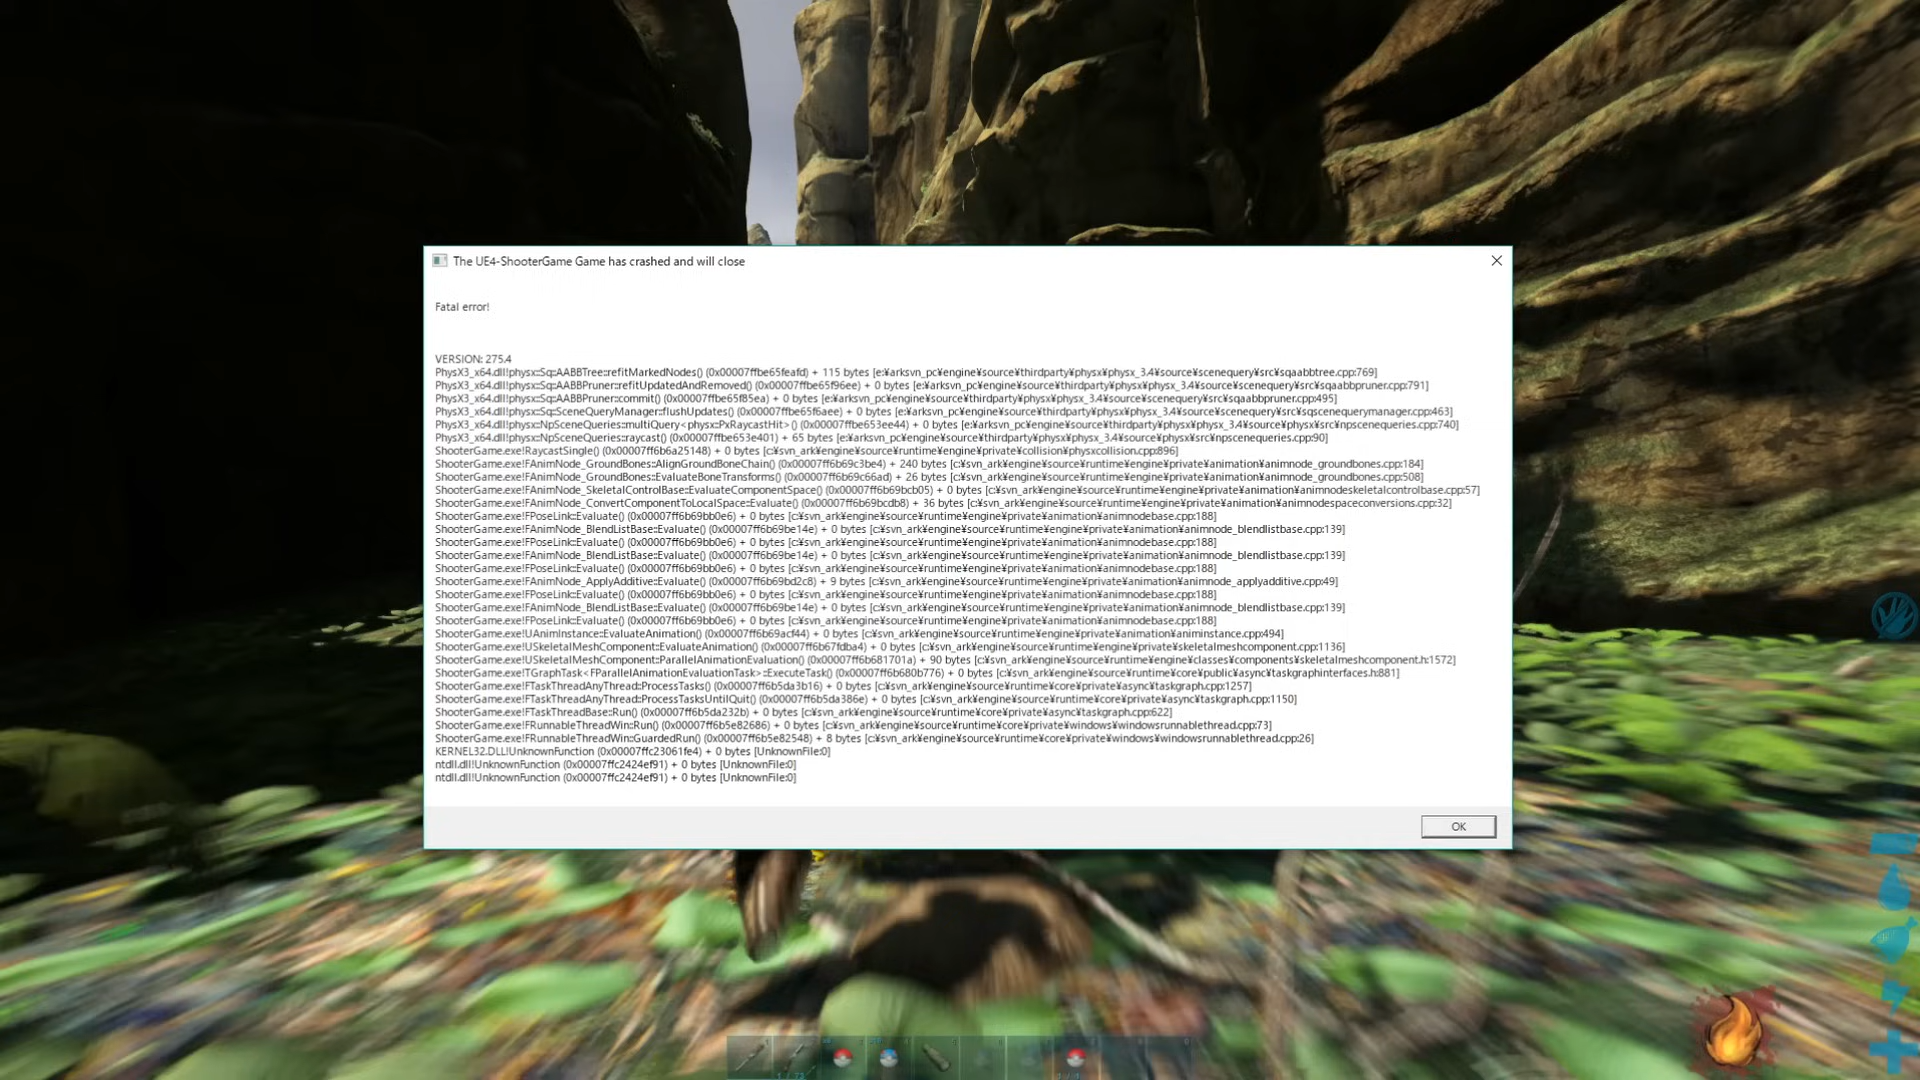 The UE4-ShooterGame Game has crashed and will close
Fatal error!
VERSION: 275.4
PhysX3_x64.dll!physx::Sq::AABBTree::refitMarkedNodes() (0x00007ffbe65feafd) + 115 bytes [e:¥arksvn_pc¥engine¥source¥thirdparty¥physx¥physx_3.4¥source¥scenequery¥src¥sqaabbtree.cpp:769]
PhysX3_x64.dll!physx::Sq::AABBPruner::refitUpdatedAndRemoved() (0x00007ffbe65f96ee) + 0 bytes [e:¥arksvn_pc¥engine¥source¥thirdparty¥physx¥physx_3.4¥source¥scenequery¥src¥sqaabbpruner.cpp:791]
PhysX3_x64.dll!physx::Sq::AABBPruner::commit() (0x00007ffbe65f85ea) + 0 bytes [e:¥arksvn_pc¥engine¥source¥thirdparty¥physx¥physx_3.4¥source¥scenequery¥src¥sqaabbpruner.cpp:495]
PhysX3_x64.dll!physx::Sq::SceneQueryManager::flushUpdates() (0x00007ffbe65f6aee) + 0 bytes [e:¥arksvn_pc¥engine¥source¥thirdparty¥physx¥physx_3.4¥source¥scenequery¥src¥sqscenequerymanager.cpp:463]
PhysX3_x64.dll!physx::NpSceneQueries::multiQuery<physx::PxRaycastHit>() (0x00007ffbe653ee44) + 0 bytes [e:¥arksvn_pc¥engine¥source¥thirdparty¥physx¥physx_3.4¥source¥physx¥src¥npscenequeries.cpp:740]
PhysX3_x64.dll!physx::NpSceneQueries::raycast() (0x00007ffbe653e401) + 65 bytes [e:¥arksvn_pc¥engine¥source¥thirdparty¥physx¥physx_3.4¥source¥physx¥src¥npscenequeries.cpp:90]
ShooterGame.exe!RaycastSingle() (0x00007ff6b6a25148) + 0 bytes [c:¥svn_ark¥engine¥source¥runtime¥engine¥private¥collision¥physxcollision.cpp:896]
ShooterGame.exe!FAnimNode_GroundBones::AlignGroundBoneChain() (0x00007ff6b69c3be4) + 240 bytes [c:¥svn_ark¥engine¥source¥runtime¥engine¥private¥animation¥animnode_groundbones.cpp:184]
ShooterGame.exe!FAnimNode_GroundBones::EvaluateBoneTransforms() (0x00007ff6b69c66ad) + 26 bytes [c:¥svn_ark¥engine¥source¥runtime¥engine¥private¥animation¥animnode_groundbones.cpp:508]
ShooterGame.exe!FAnimNode_SkeletalControlBase::EvaluateComponentSpace() (0x00007ff6b69bcb05) + 0 bytes [c:¥svn_ark¥engine¥source¥runtime¥engine¥private¥animation¥animnodeskeletalcontrolbase.cpp:57]
ShooterGame.exe!FAnimNode_ConvertComponentToLocalSpace::Evaluate() (0x00007ff6b69bcdb8) + 36 bytes [c:¥svn_ark¥engine¥source¥runtime¥engine¥private¥animation¥animnodespaceconversions.cpp:32]
ShooterGame.exe!FPoseLink::Evaluate() (0x00007ff6b69bb0e6) + 0 bytes [c:¥svn_ark¥engine¥source¥runtime¥engine¥private¥animation¥animnodebase.cpp:188]
ShooterGame.exe!FAnimNode_BlendListBase::Evaluate() (0x00007ff6b69be14e) + 0 bytes [c:¥svn_ark¥engine¥source¥runtime¥engine¥private¥animation¥animnode_blendlistbase.cpp:139]
ShooterGame.exe!FPoseLink::Evaluate() (0x00007ff6b69bb0e6) + 0 bytes [c:¥svn_ark¥engine¥source¥runtime¥engine¥private¥animation¥animnodebase.cpp:188]
ShooterGame.exe!FAnimNode_BlendListBase::Evaluate() (0x00007ff6b69be14e) + 0 bytes [c:¥svn_ark¥engine¥source¥runtime¥engine¥private¥animation¥animnode_blendlistbase.cpp:139]
ShooterGame.exe!FPoseLink::Evaluate() (0x00007ff6b69bb0e6) + 0 bytes [c:¥svn_ark¥engine¥source¥runtime¥engine¥private¥animation¥animnodebase.cpp:188]
ShooterGame.exe!FAnimNode_ApplyAdditive::Evaluate() (0x00007ff6b69bd2c8) + 9 bytes [c:¥svn_ark¥engine¥source¥runtime¥engine¥private¥animation¥animnode_applyadditive.cpp:49]
ShooterGame.exe!FPoseLink::Evaluate() (0x00007ff6b69bb0e6) + 0 bytes [c:¥svn_ark¥engine¥source¥runtime¥engine¥private¥animation¥animnodebase.cpp:188]
ShooterGame.exe!FAnimNode_BlendListBase::Evaluate() (0x00007ff6b69be14e) + 0 bytes [c:¥svn_ark¥engine¥source¥runtime¥engine¥private¥animation¥animnode_blendlistbase.cpp:139]
ShooterGame.exe!FPoseLink::Evaluate() (0x00007ff6b69bb0e6) + 0 bytes [c:¥svn_ark¥engine¥source¥runtime¥engine¥private¥animation¥animnodebase.cpp:188]
ShooterGame.exe!UAnimInstance::EvaluateAnimation() (0x00007ff6b69acf44) + 0 bytes [c:¥svn_ark¥engine¥source¥runtime¥engine¥private¥animation¥animinstance.cpp:494]
ShooterGame.exe!USkeletalMeshComponent::EvaluateAnimation() (0x00007ff6b67fdba4) + 0 bytes [c:¥svn_ark¥engine¥source¥runtime¥engine¥private¥skeletalmeshcomponent.cpp:1136]
ShooterGame.exe!USkeletalMeshComponent::ParallelAnimationEvaluation() (0x00007ff6b681701a) + 90 bytes [c:¥svn_ark¥engine¥source¥runtime¥engine¥classes¥components¥skeletalmeshcomponent.h:1572]
ShooterGame.exe!TGraphTask<FParallelAnimationEvaluationTask>::ExecuteTask() (0x00007ff6b680b776) + 0 bytes [c:¥svn_ark¥engine¥source¥runtime¥core¥public¥async¥taskgraphinterfaces.h:881]
ShooterGame.exe!FTaskThreadAnyThread::ProcessTasks() (0x00007ff6b5da3b16) + 0 bytes [c:¥svn_ark¥engine¥source¥runtime¥core¥private¥async¥taskgraph.cpp:1257]
ShooterGame.exe!FTaskThreadAnyThread::ProcessTasksUntilQuit() (0x00007ff6b5da386e) + 0 bytes [c:¥svn_ark¥engine¥source¥runtime¥core¥private¥async¥taskgraph.cpp:1150]
ShooterGame.exe!FTaskThreadBase::Run() (0x00007ff6b5da232b) + 0 bytes [c:¥svn_ark¥engine¥source¥runtime¥core¥private¥async¥taskgraph.cpp:622]
ShooterGame.exe!FRunnableThreadWin::Run() (0x00007ff6b5e82686) + 0 bytes [c:¥svn_ark¥engine¥source¥runtime¥core¥private¥windows¥windowsrunnablethread.cpp:73]
ShooterGame.exe!FRunnableThreadWin::GuardedRun() (0x00007ff6b5e82548) + 8 bytes [c:¥svn_ark¥engine¥source¥runtime¥core¥private¥windows¥windowsrunnablethread.cpp:26]
KERNEL32.DLL!UnknownFunction (0x00007ffc23061fe4) + 0 bytes [UnknownFile:0]
ntdll.dll!UnknownFunction (0x00007ffc2424ef91) + 0 bytes [UnknownFile:0]
ntdll.dll!UnknownFunction (0x00007ffc2424ef91) + 0 bytes [UnknownFile:0]
OK